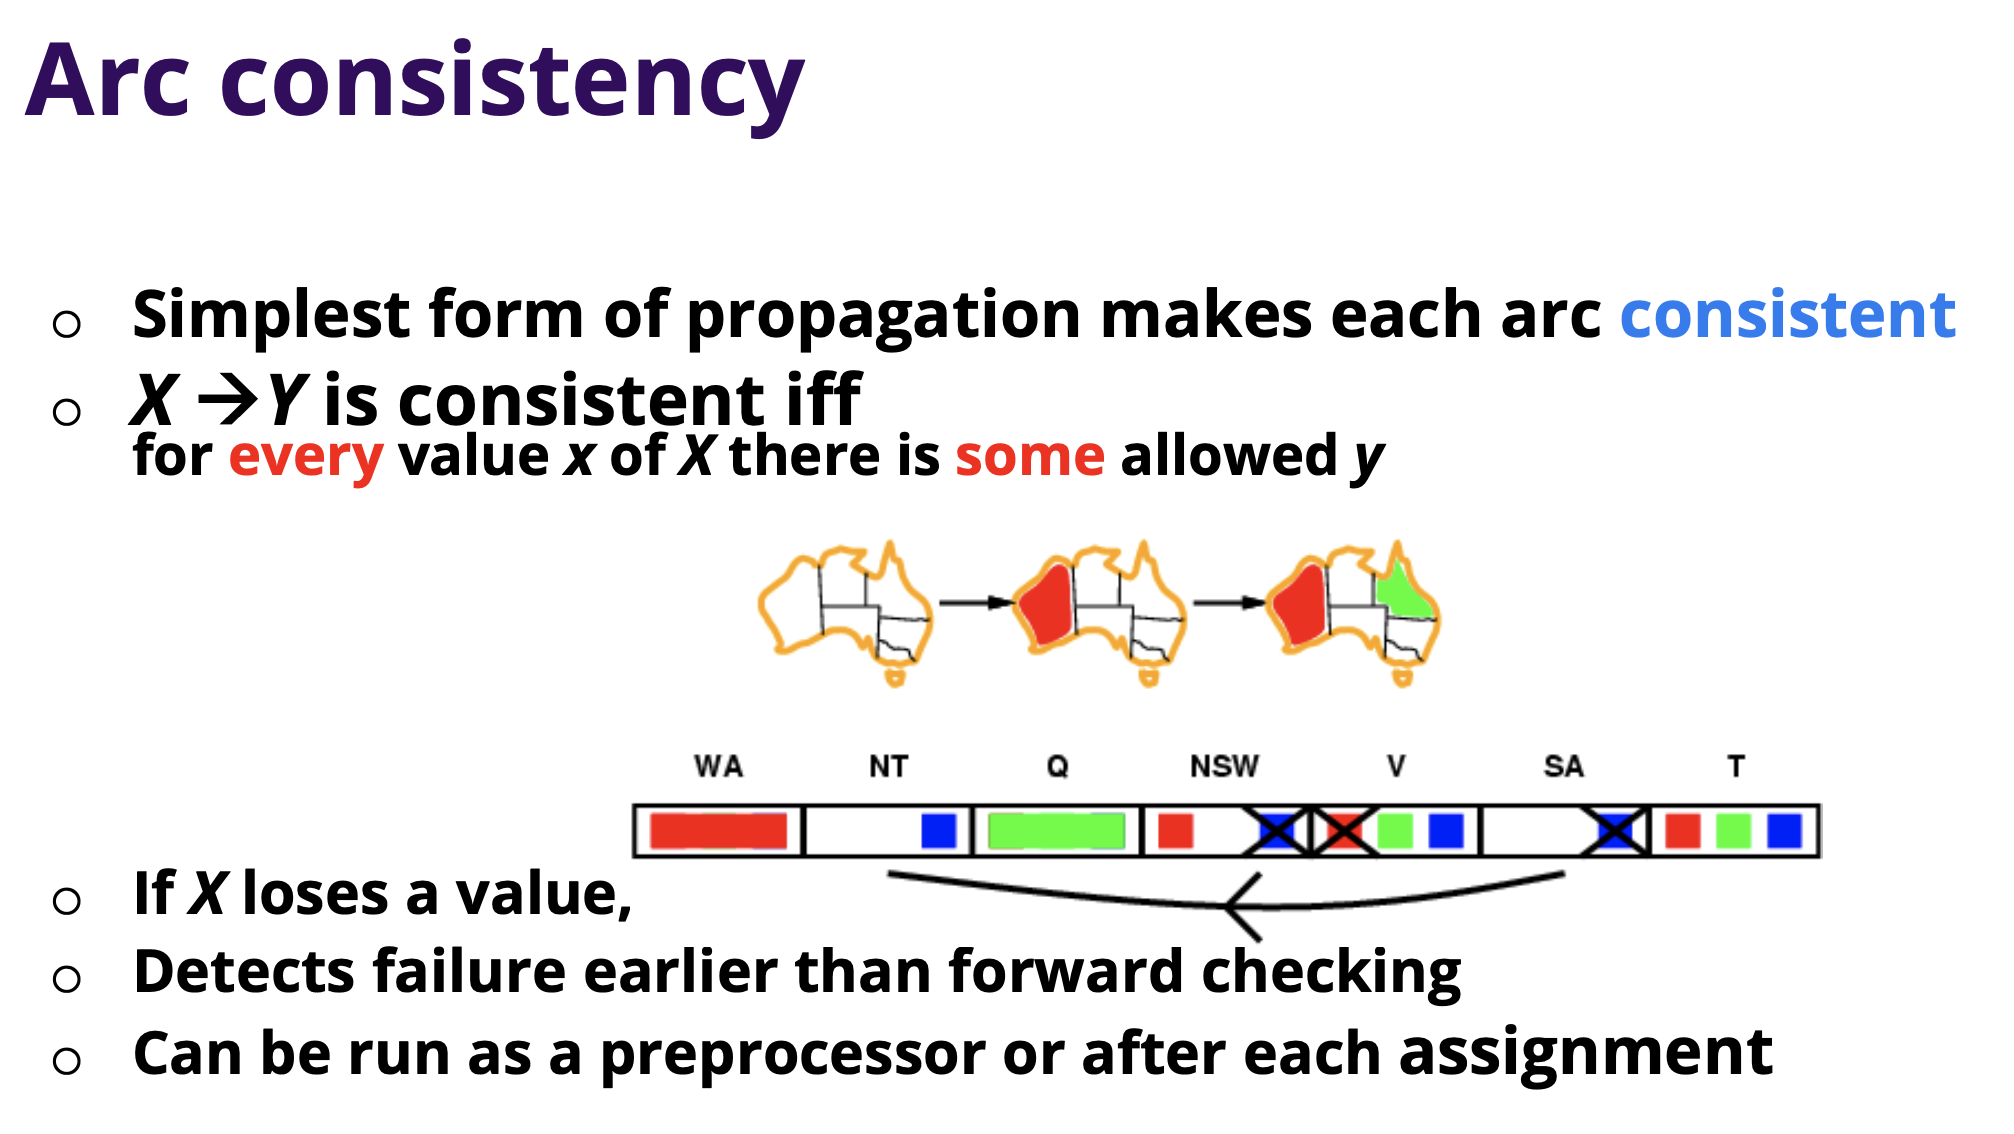 Arc consistency
Simplest form of propagation makes each arc consistent
X →Y is consistent iff
for every value x of X there is some allowed y
WA NT Q NSW V SA T
If X loses a value,
Detects failure earlier than forward checking
Can be run as a preprocessor or after each assignment